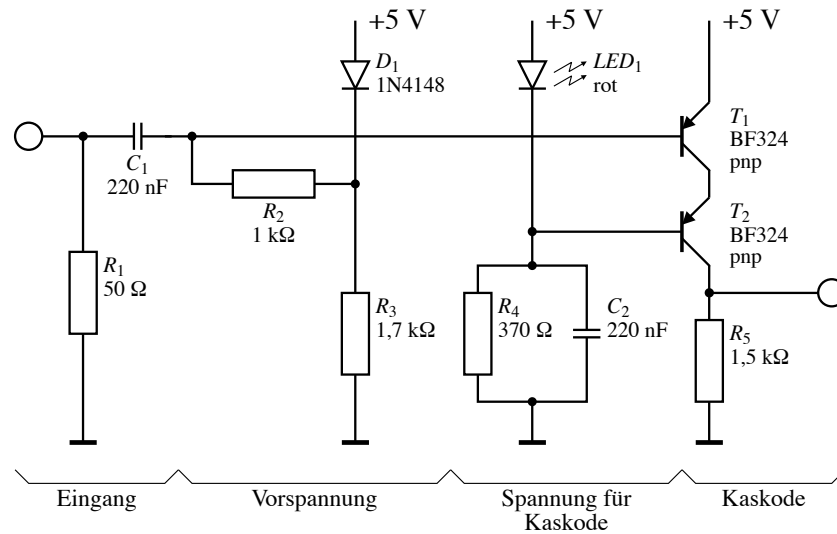 +5 V
+5 V
+5 V
D1
1N4148
LED1
rot
T1
BF324
pnp
C1
220 nF
R2
1 kΩ
T2
BF324
pnp
R1
50 Ω
R3
1,7 kΩ
R4
370 Ω
C2
220 nF
R5
1,5 kΩ
Eingang
Vorspannung
Spannung für
Kaskode
Kaskode